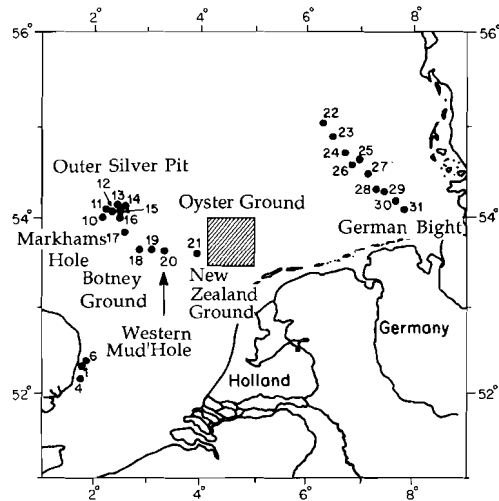 2° 4° 6° 8°
56° 56°
22
23
24 25
26 27
28 29
30 31
Outer Silver Pit
12 13 14
11 15
10 16
17
Oyster Ground
54° 54°
German Bight
Markhams
Hole
18 19 20 21
Botney
Ground
New
Zealand
Ground
Western
Mud'Hole
Germany
Holland
6
4
52° 52°
2° 4° 6° 8°